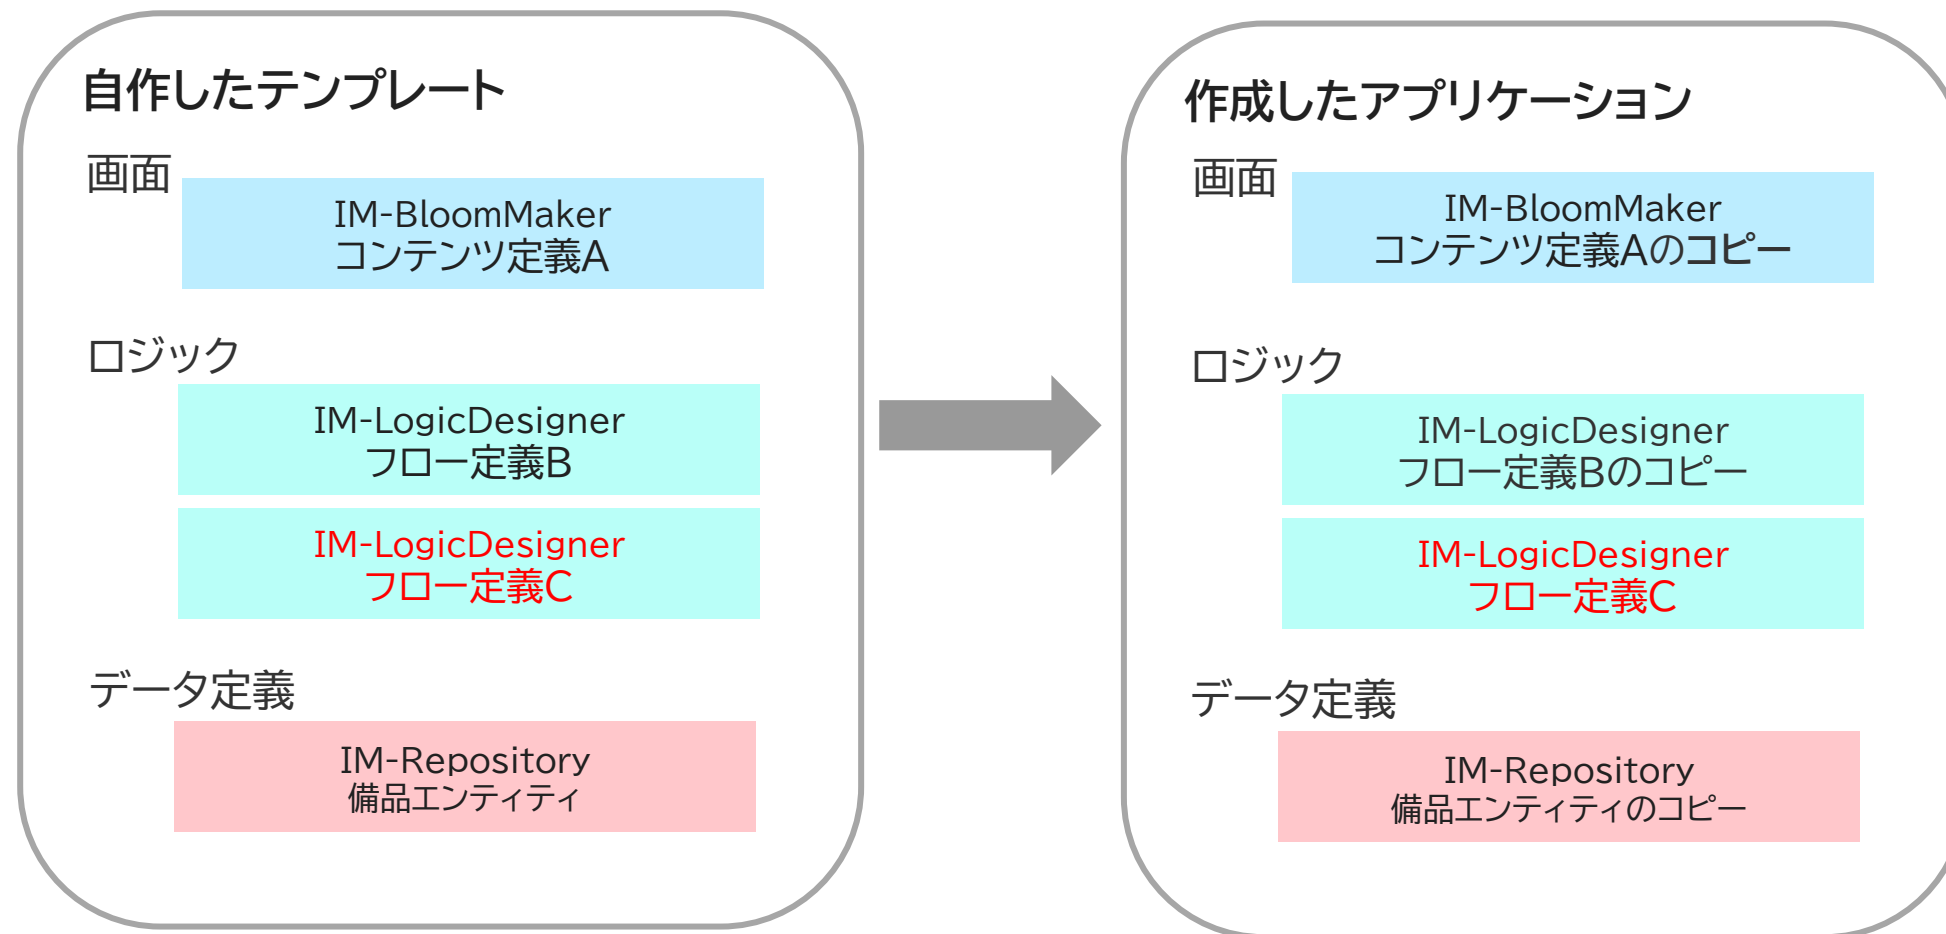 自作したテンプレート
画面
IM-BloomMaker
コンテンツ定義A
ロジック
IM-LogicDesigner
フロー定義B
IM-LogicDesigner
フロー定義C
データ定義
IM-Repository
備品エンティティ
作成したアプリケーション
画面
IM-BloomMaker
コンテンツ定義Aのコピー
ロジック
IM-LogicDesigner
フロー定義Bのコピー
IM-LogicDesigner
フロー定義C
データ定義
IM-Repository
備品エンティティのコピー